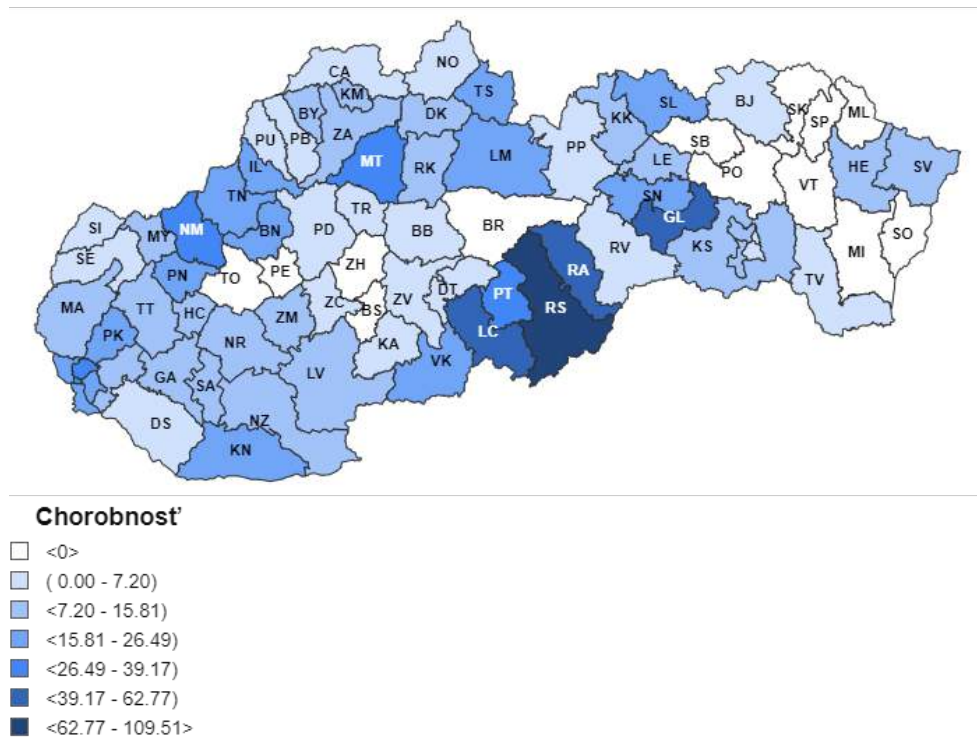 NO
CA
TS
KM
BY
DK
SL
BJ
SK
ML
KK
SP
PU
PB
ZA
SB
PP
LM
LE
HE
SV
IL
MT
RK
PO
VT
TN
SN
TR
GL
BR
SO
SI
MY
NM
BN
PD
BB
RV
KS
MI
SE
PN
TO
PE
ZH
RA
TV
DT
PT
MA
TT
HC
ZM
ZC
BS
ZV
RS
PK
LC
NR
KA
VK
LV
GA
SA
DS
NZ
KN
Chorobnosť
<0>
( 0.00 - 7.20)
<7.20 - 15.81)
<15.81 - 26.49)
<26.49 - 39.17)
<39.17 - 62.77)
<62.77 - 109.51>